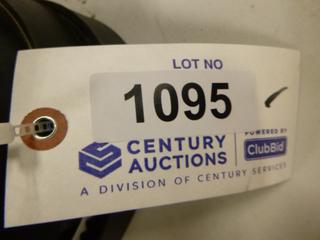 LOT NO
1095
CENTURY AUCTIONS
POWERED BY
ClubBid
A DIVISION OF CENTURY SERVICES